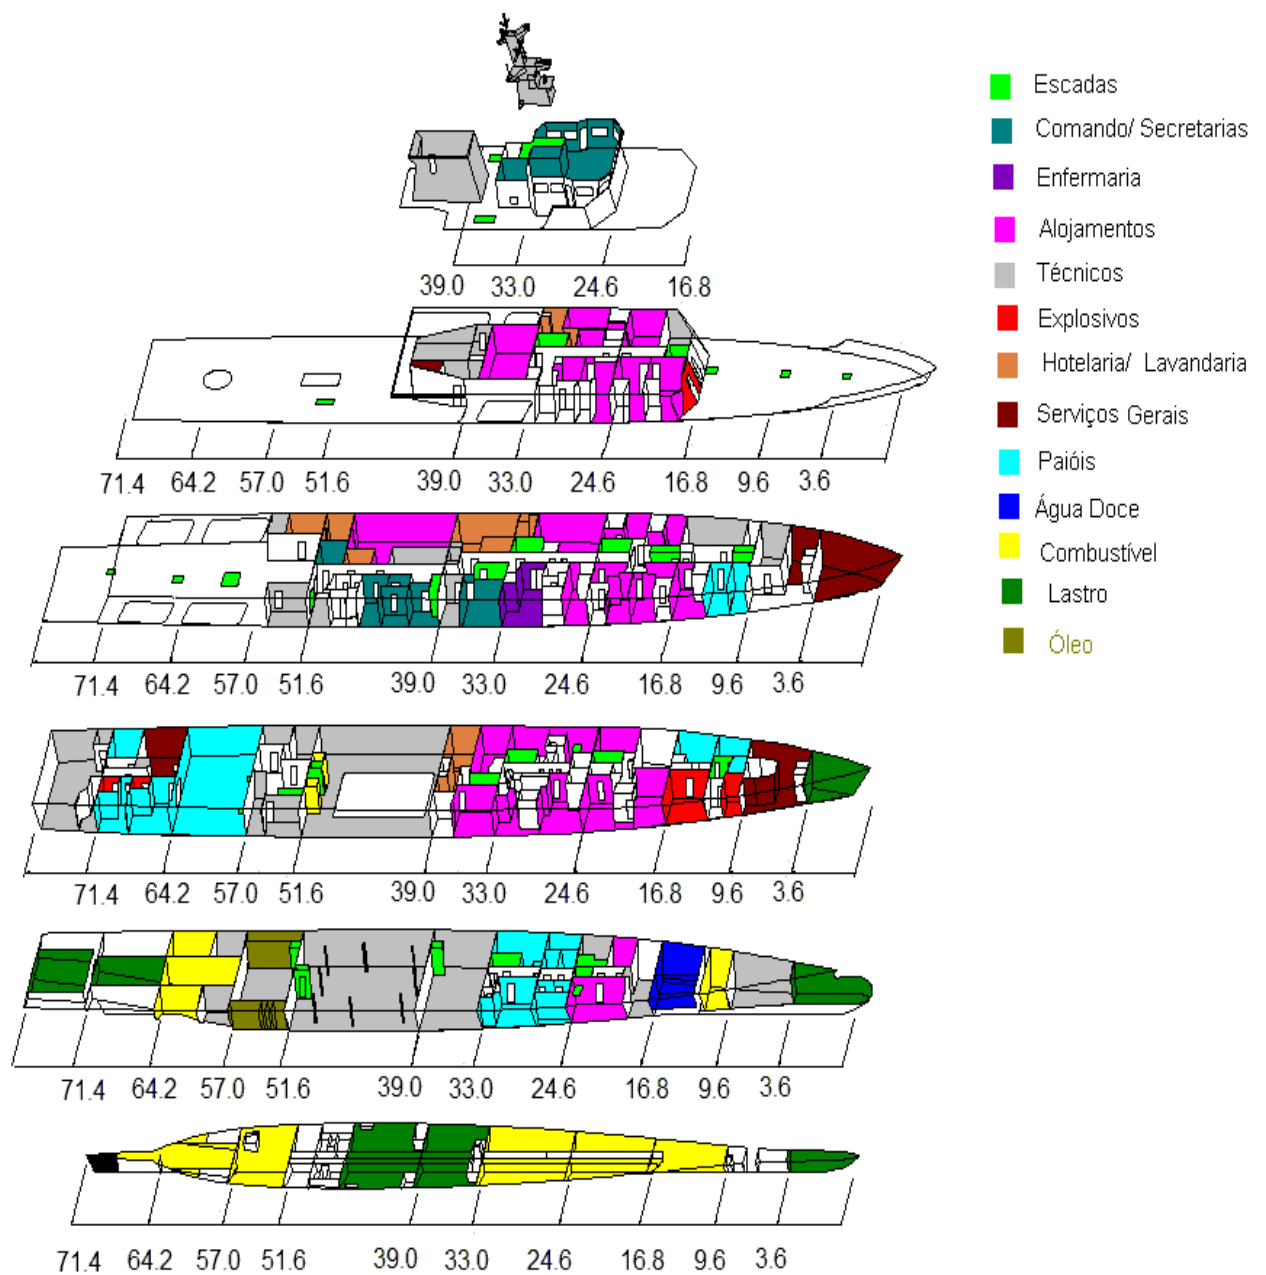 Escadas
Comando/ Secretarias
Enfermaria
Alojamentos
Técnicos
Explosivos
Hotelaria/ Lavandaria
Serviços Gerais
Paióis
Água Doce
Combustível
Lastro
Óleo
39.0 33.0 24.6 16.8
71.4 64.2 57.0 51.6 39.0 33.0 24.6 16.8 9.6 3.6
71.4 64.2 57.0 51.6 39.0 33.0 24.6 16.8 9.6 3.6
71.4 64.2 57.0 51.6 39.0 33.0 24.6 16.8 9.6 3.6
71.4 64.2 57.0 51.6 39.0 33.0 24.6 16.8 9.6 3.6
71.4 64.2 57.0 51.6 39.0 33.0 24.6 16.8 9.6 3.6